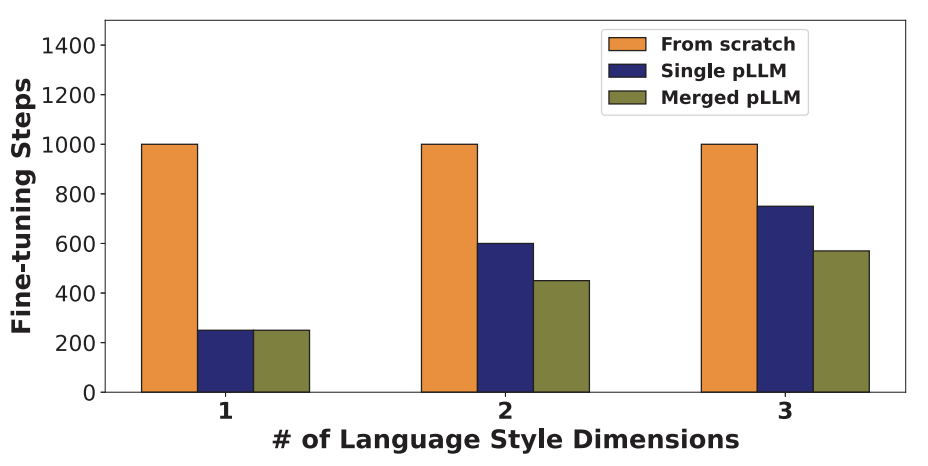 Fine-tuning Steps
1400
1200
1000
800
600
400
200
0
From scratch
Single pLLM
Merged pLLM
1 2 3
# of Language Style Dimensions